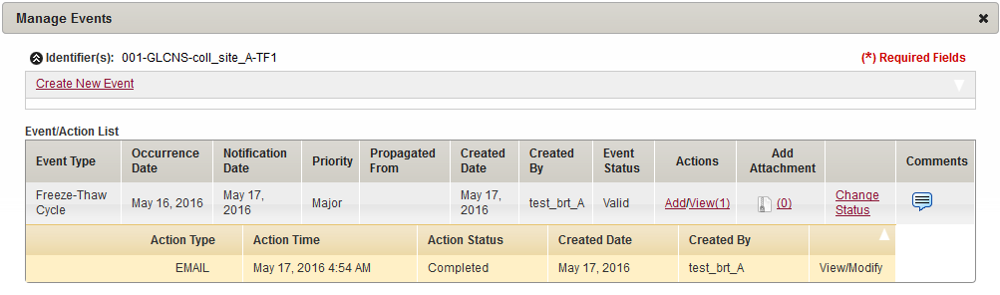 Manage Events
Identifier(s): 001-GLCNS-coll_site_A-TF1
(*) Required Fields
Create New Event
Event/Action List
Event Type Occurrence Date Notification Date Priority Propagated From Created Date Created By Event Status Actions Add Attachment Comments
Freeze-Thaw Cycle May 16, 2016 May 17, 2016 Major May 17, 2016 test_brt_A Valid Add/View(1) (0) Change Status
Action Type Action Time Action Status Created Date Created By
EMAIL May 17, 2016 4:54 AM Completed May 17, 2016 test_brt_A View/Modify